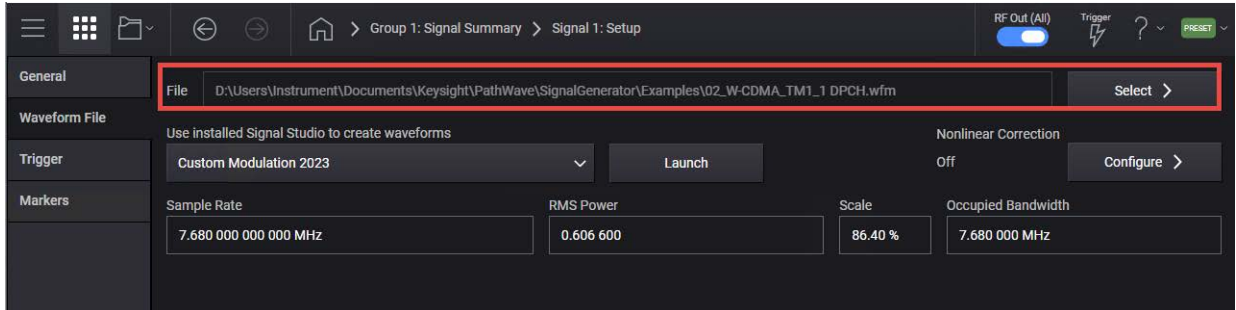 RF Out (All) Trigger
Group 1: Signal Summary > Signal 1: Setup ? PRESET
General
File D:\Users\Instrument\Documents\Keysight\PathWave\SignalGenerator\Examples\02_W-CDMA_TM1_1 DPCH.wfm Select >
Waveform File
Use installed Signal Studio to create waveforms Nonlinear Correction
Trigger Custom Modulation 2023 Launch Off Configure >
Markers
Sample Rate RMS Power Scale Occupied Bandwidth
7.680 000 000 000 MHz 0.606 600 86.40 % 7.680 000 MHz